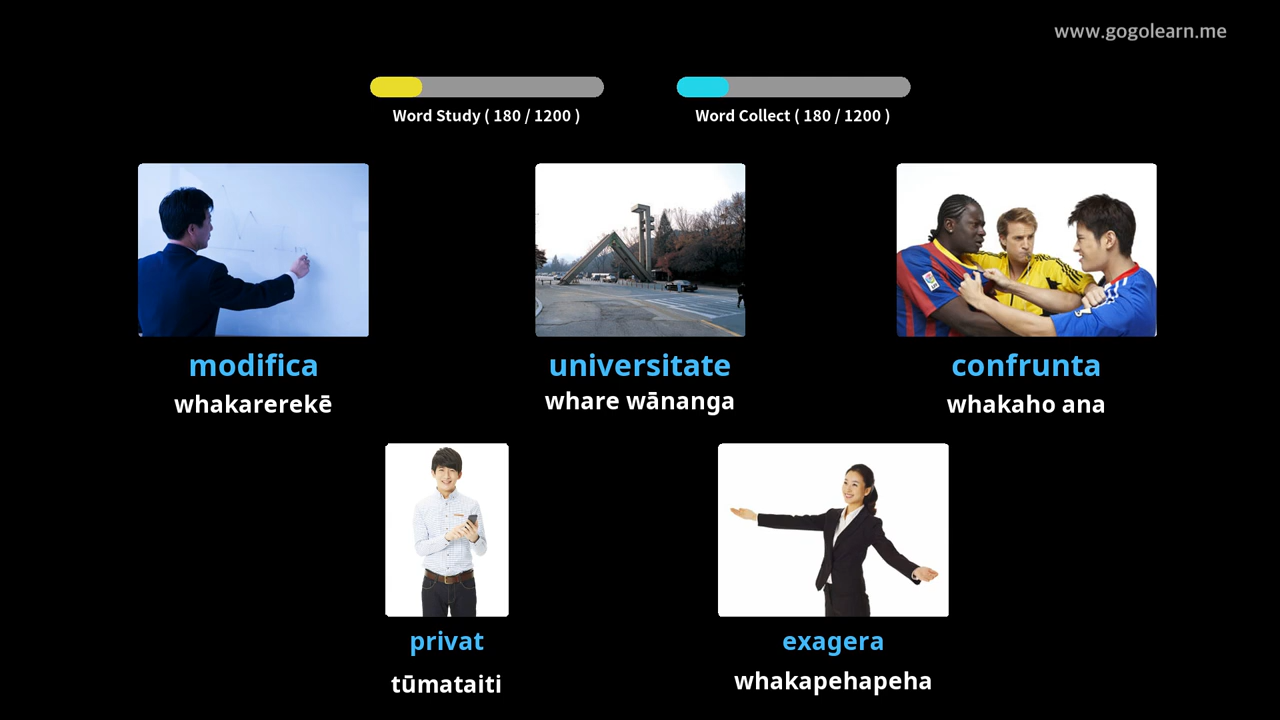 www.gogolearn.me
Word Study ( 180 / 1200 )
Word Collect ( 180 / 1200 )
modifica
whakarerekē
universitate
whare wānanga
confrunta
whakaho ana
privat
tūmataiti
exagera
whakapehapeha